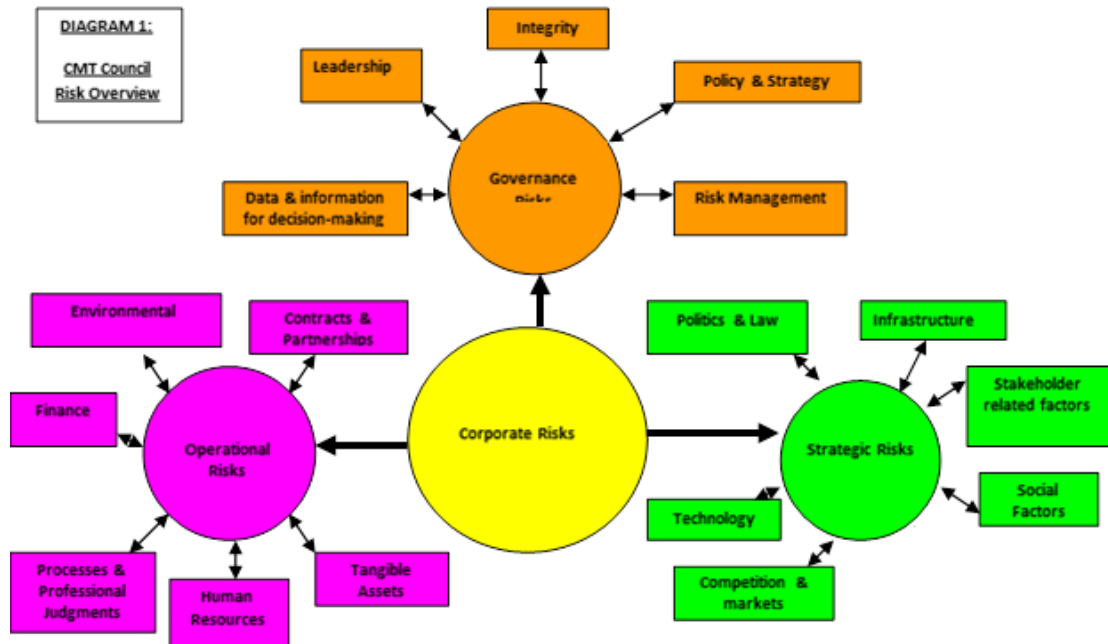 DIAGRAM 1:
CMT Council
Risk Overview
Integrity
Leadership
Policy & Strategy
Governance
Risks
Data & information
for decision-making
Risk Management
Environmental
Contracts &
Partnerships
Finance
Operational
Risks
Processes &
Professional
Judgments
Human
Resources
Tangible
Assets
Corporate Risks
Politics & Law
Infrastructure
Stakeholder
related factors
Strategic Risks
Technology
Social
Factors
Competition &
markets